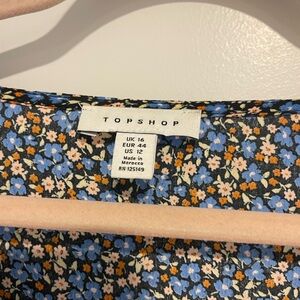 TOPSHOP
UK 16
EUR 44
US 12
Made in
Morocco
RN 125149